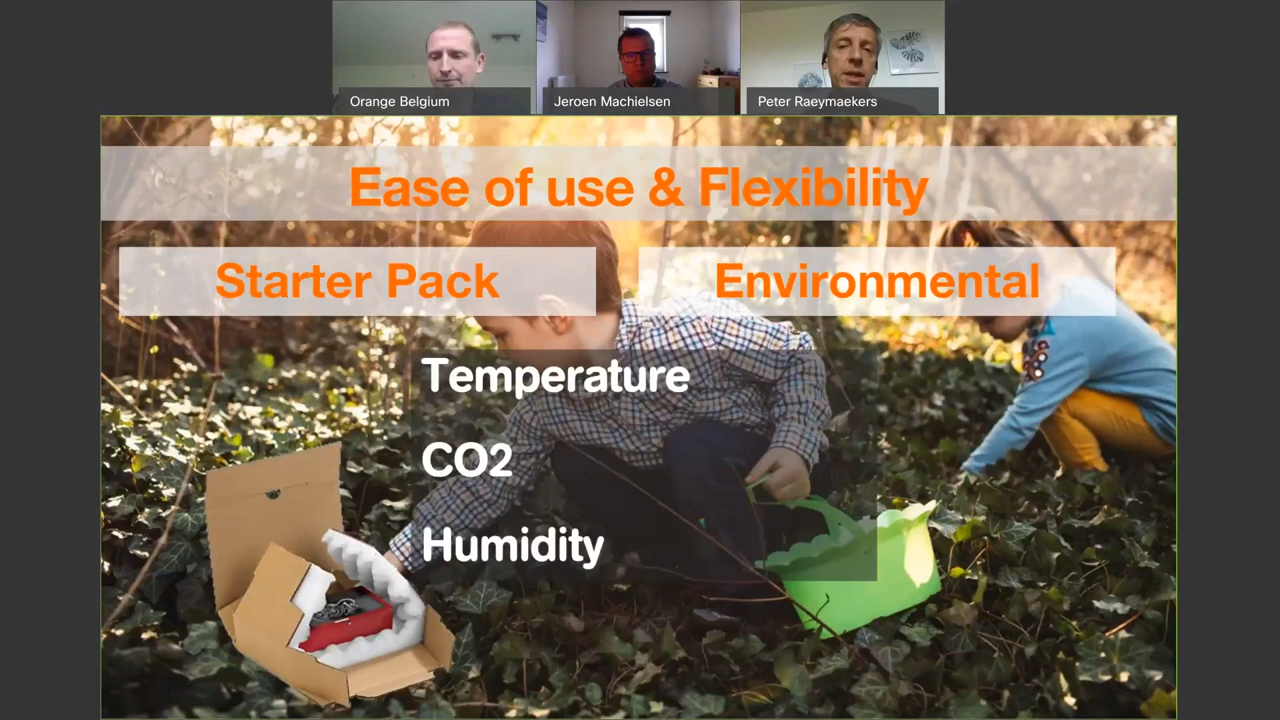 Orange Belgium
Jeroen Machielsen
Peter Raeymaekers
Ease of use & Flexibility
Starter Pack
Environmental
Temperature
CO2
Humidity